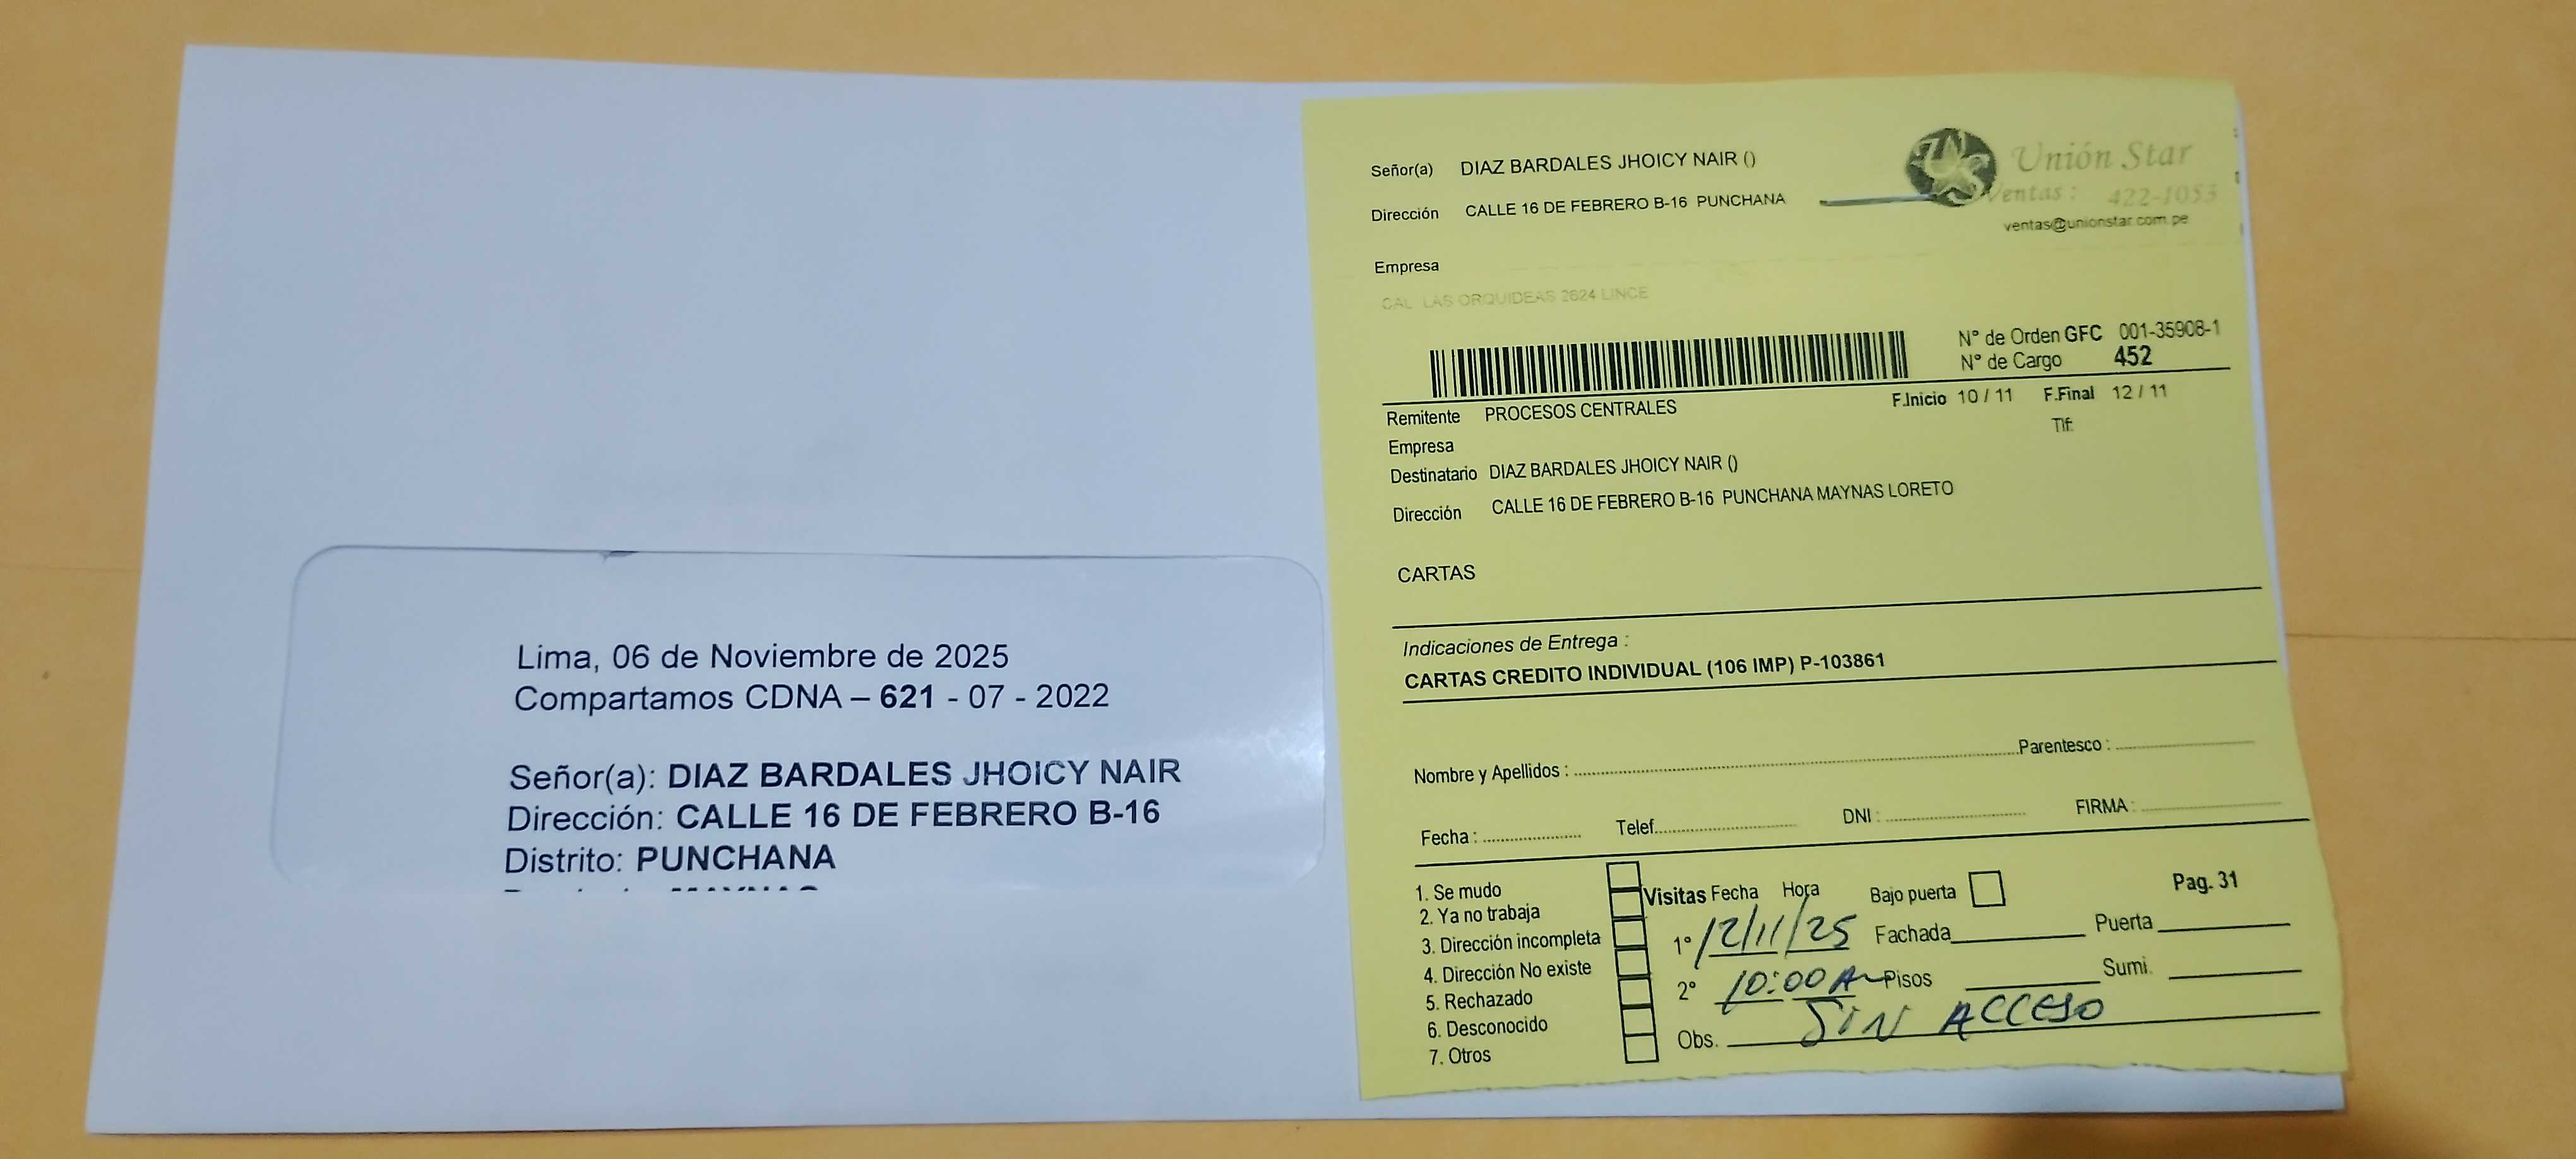 Lima, 06 de Noviembre de 2025
Compartamos CDNA – 621 - 07 - 2022
Señor(a): DIAZ BARDALES JHOICY NAIR
Dirección: CALLE 16 DE FEBRERO B-16
Distrito: PUNCHANA
Señor(a) DIAZ BARDALES JHOICY NAIR ()
Dirección CALLE 16 DE FEBRERO B-16 PUNCHANA
Unión Star
Ventas : 422-1053
ventas@unionstar.com.pe
Empresa
CAL LAS ORQUIDEAS 2624 LINCE
N° de Orden GFC 001-35908-1
N° de Cargo 452
Remitente PROCESOS CENTRALES F.Inicio 10 / 11 F.Final 12 / 11
Empresa Tlf:
Destinatario DIAZ BARDALES JHOICY NAIR ()
Dirección CALLE 16 DE FEBRERO B-16 PUNCHANA MAYNAS LORETO
CARTAS
Indicaciones de Entrega :
CARTAS CREDITO INDIVIDUAL (106 IMP) P-103861
Nombre y Apellidos : Parentesco :
Fecha : Telef. DNI : FIRMA :
1. Se mudo
2. Ya no trabaja
3. Dirección incompleta
4. Dirección No existe
5. Rechazado
6. Desconocido
7. Otros
Visitas Fecha Hora Bajo puerta Pag. 31
1° 12/11/25 Fachada Puerta
2° 10:00 A Pisos Sumi.
Obs. SIN ACCESO